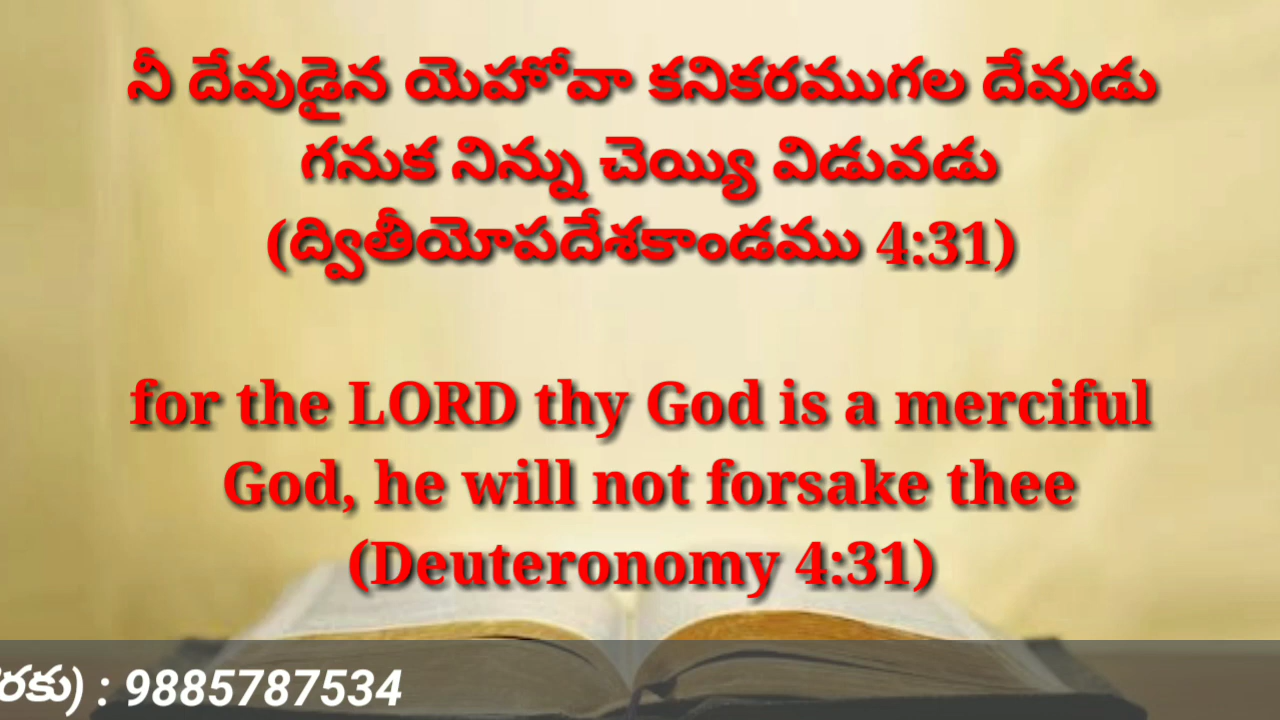 నీ దేవుడైన యెహోవా కనికరముగల దేవుడు
గనుక నిన్ను చెయ్యి విడువడు
(ద్వితీయోపదేశకాండము 4:31)
for the LORD thy God is a merciful
God, he will not forsake thee
(Deuteronomy 4:31)
రకు) : 9885787534